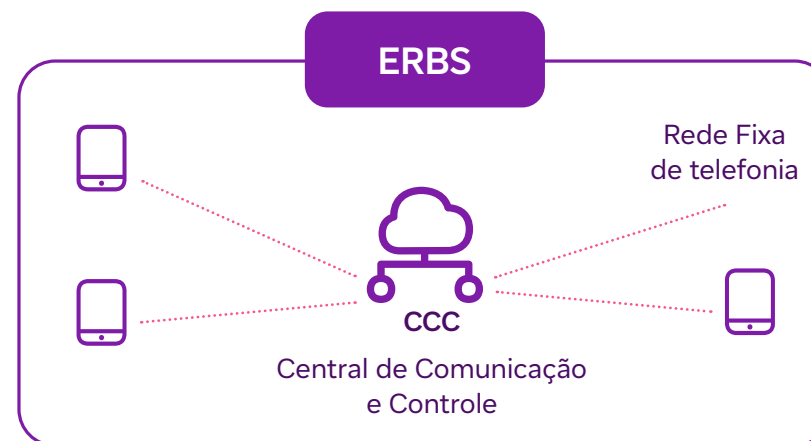 ERBS
Rede Fixa
de telefonia
CCC
Central de Comunicação
e Controle